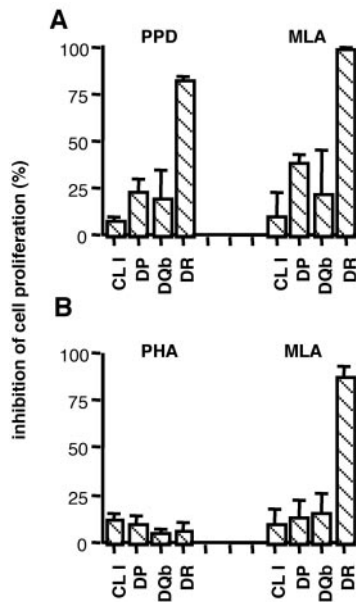 A
PPD MLA
100
75
50
25
0
CL I DP DQb DR CL I DP DQb DR
inhibition of cell proliferation (%)
B
PHA MLA
100
75
50
25
0
CL I DP DQb DR CL I DP DQb DR